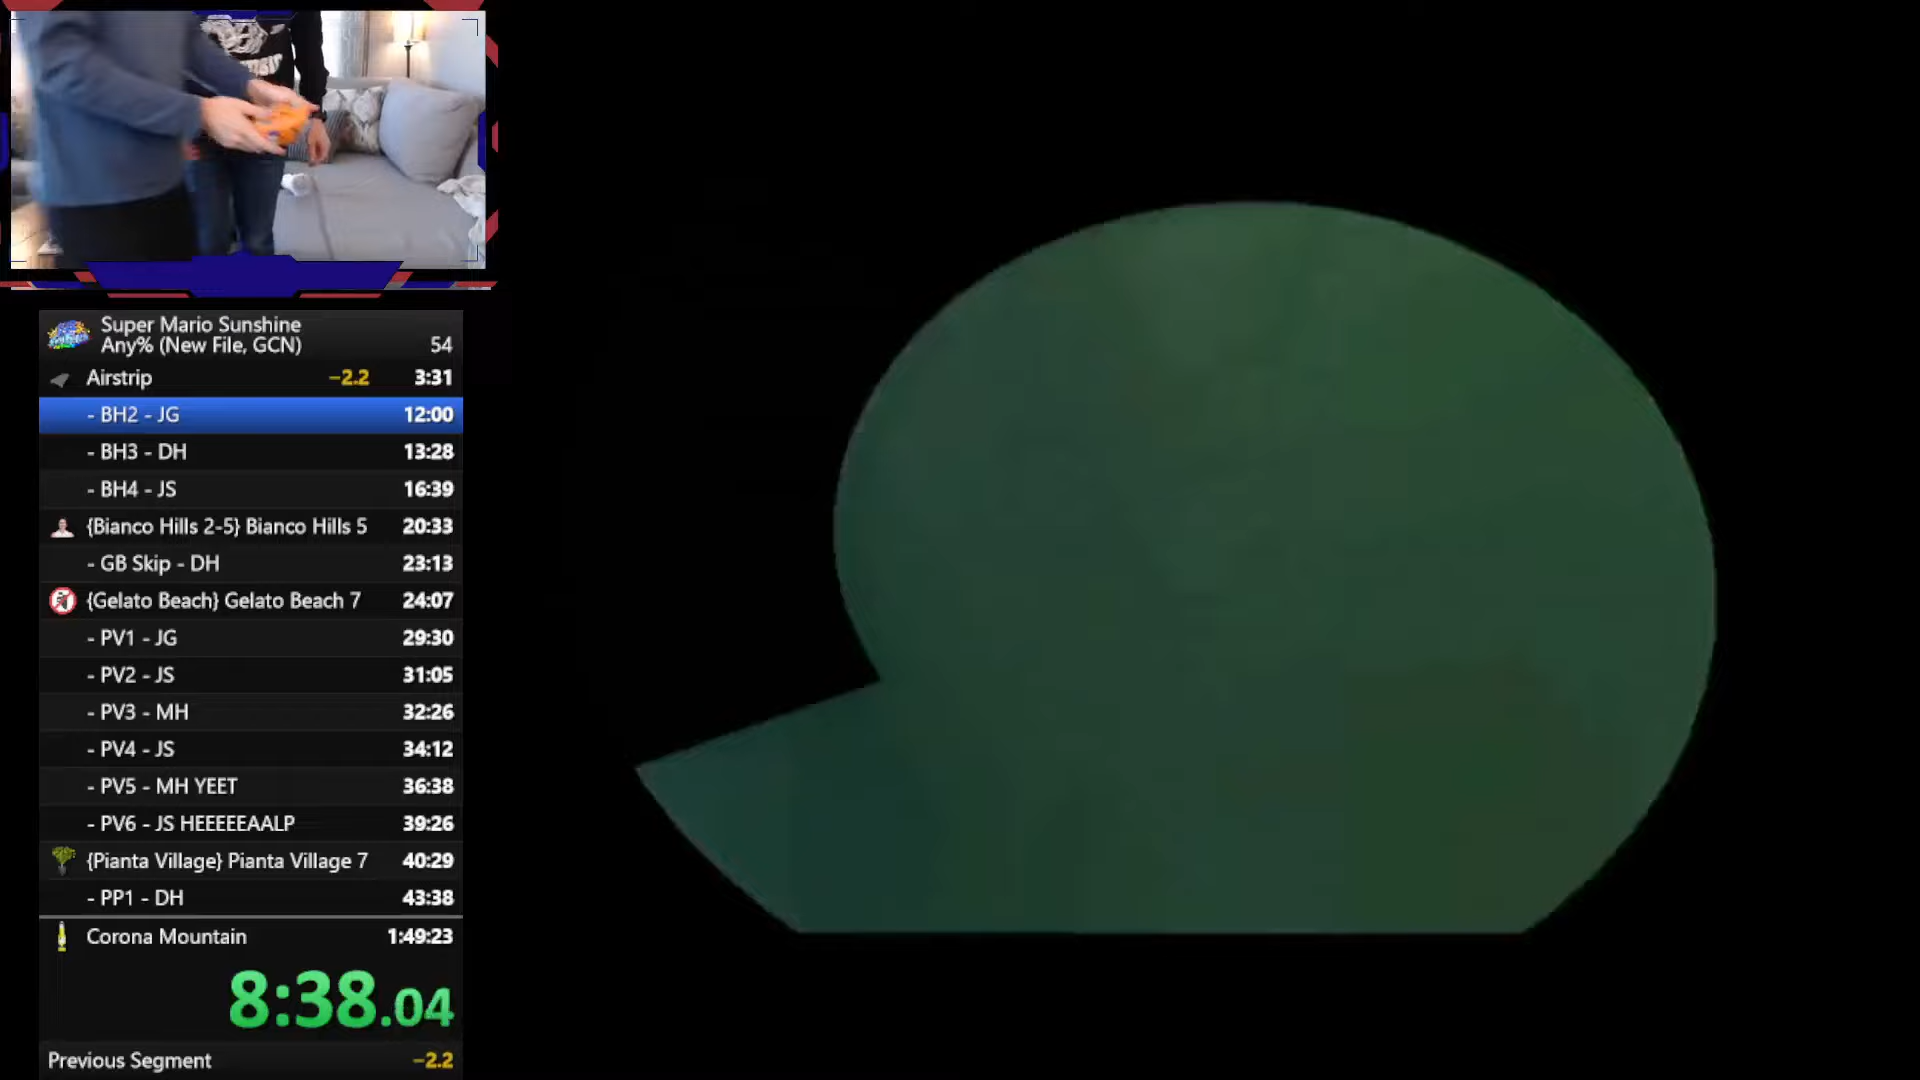 Super Mario Sunshine
Any% (New File, GCN) 54
Airstrip −2.2 3:31
- BH2 - JG 12:00
- BH3 - DH 13:28
- BH4 - JS 16:39
{Bianco Hills 2-5} Bianco Hills 5 20:33
- GB Skip - DH 23:13
{Gelato Beach} Gelato Beach 7 24:07
- PV1 - JG 29:30
- PV2 - JS 31:05
- PV3 - MH 32:26
- PV4 - JS 34:12
- PV5 - MH YEET 36:38
- PV6 - JS HEEEEEAALP 39:26
{Pianta Village} Pianta Village 7 40:29
- PP1 - DH 43:38
Corona Mountain 1:49:23
8:38.04
Previous Segment −2.2